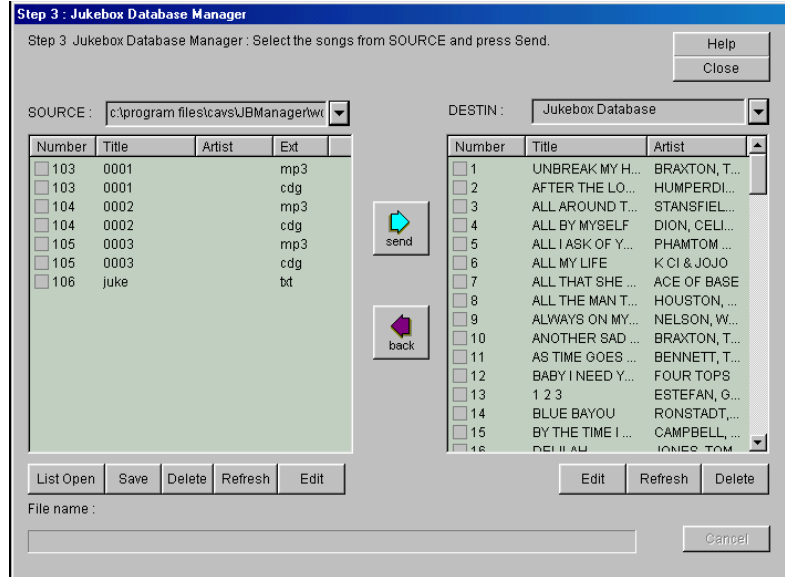 Step 3 : Jukebox Database Manager
Step 3 Jukebox Database Manager : Select the songs from SOURCE and press Send.
Help
Close
SOURCE : c:\program files\cavs\JBManager\wo
DESTIN : Jukebox Database
Number Title Artist Ext
103 0001 mp3
103 0001 cdg
104 0002 mp3
104 0002 cdg
105 0003 mp3
105 0003 cdg
106 juke txt
send
back
Number Title Artist
1 UNBREAK MY H... BRAXTON, T...
2 AFTER THE LO... HUMPERDI...
3 ALL AROUND T... STANSFIEL...
4 ALL BY MYSELF DION, CELI...
5 ALL I ASK OF Y... PHAMTOM ...
6 ALL MY LIFE K CI & JOJO
7 ALL THAT SHE ... ACE OF BASE
8 ALL THE MAN T... HOUSTON, ...
9 ALWAYS ON MY... NELSON, W...
10 ANOTHER SAD ... BRAXTON, T...
11 AS TIME GOES ... BENNETT, T...
12 BABY I NEED Y... FOUR TOPS
13 1 2 3 ESTEFAN, G...
14 BLUE BAYOU RONSTADT,...
15 BY THE TIME I ... CAMPBELL, ...
16 DELILAH JONES, TOM
List Open Save Delete Refresh Edit
Edit Refresh Delete
File name :
Cancel